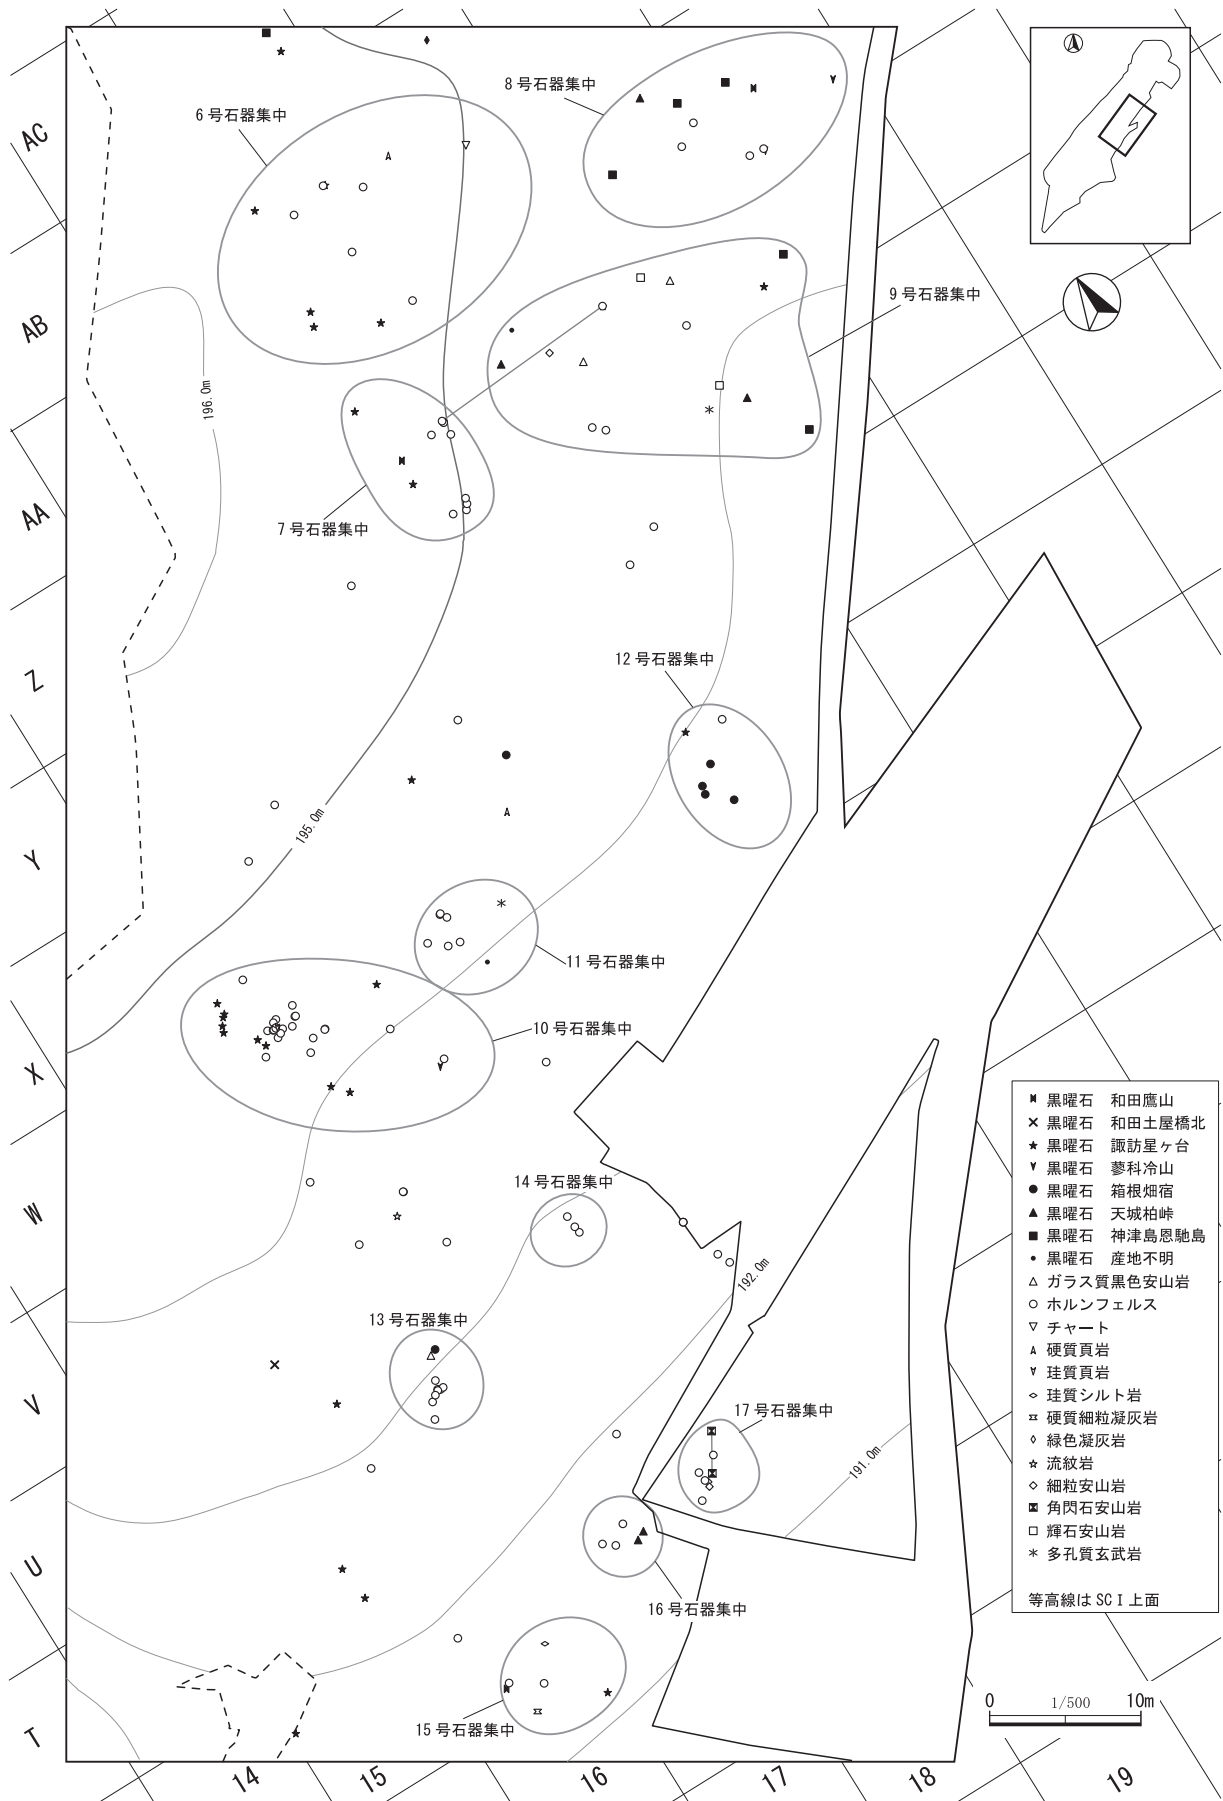 8号石器集中
6号石器集中
AC
9号石器集中
AB
196.0m
7号石器集中
AA
12号石器集中
Z
195.0m
Y
11号石器集中
10号石器集中
X
黒曜石 和田鷹山
黒曜石 和田土屋橋北
黒曜石 諏訪星ヶ台
黒曜石 蓼科冷山
黒曜石 箱根畑宿
黒曜石 天城柏峠
黒曜石 神津島恩馳島
黒曜石 産地不明
ガラス質黒色安山岩
ホルンフェルス
チャート
硬質頁岩
珪質頁岩
珪質シルト岩
硬質細粒凝灰岩
緑色凝灰岩
流紋岩
細粒安山岩
角閃石安山岩
輝石安山岩
多孔質玄武岩
等高線はSCⅠ上面
14号石器集中
W
192.0m
13号石器集中
V
17号石器集中
191.0m
U
16号石器集中
15号石器集中
T
0 1/500 10m
14 15 16 17 18 19